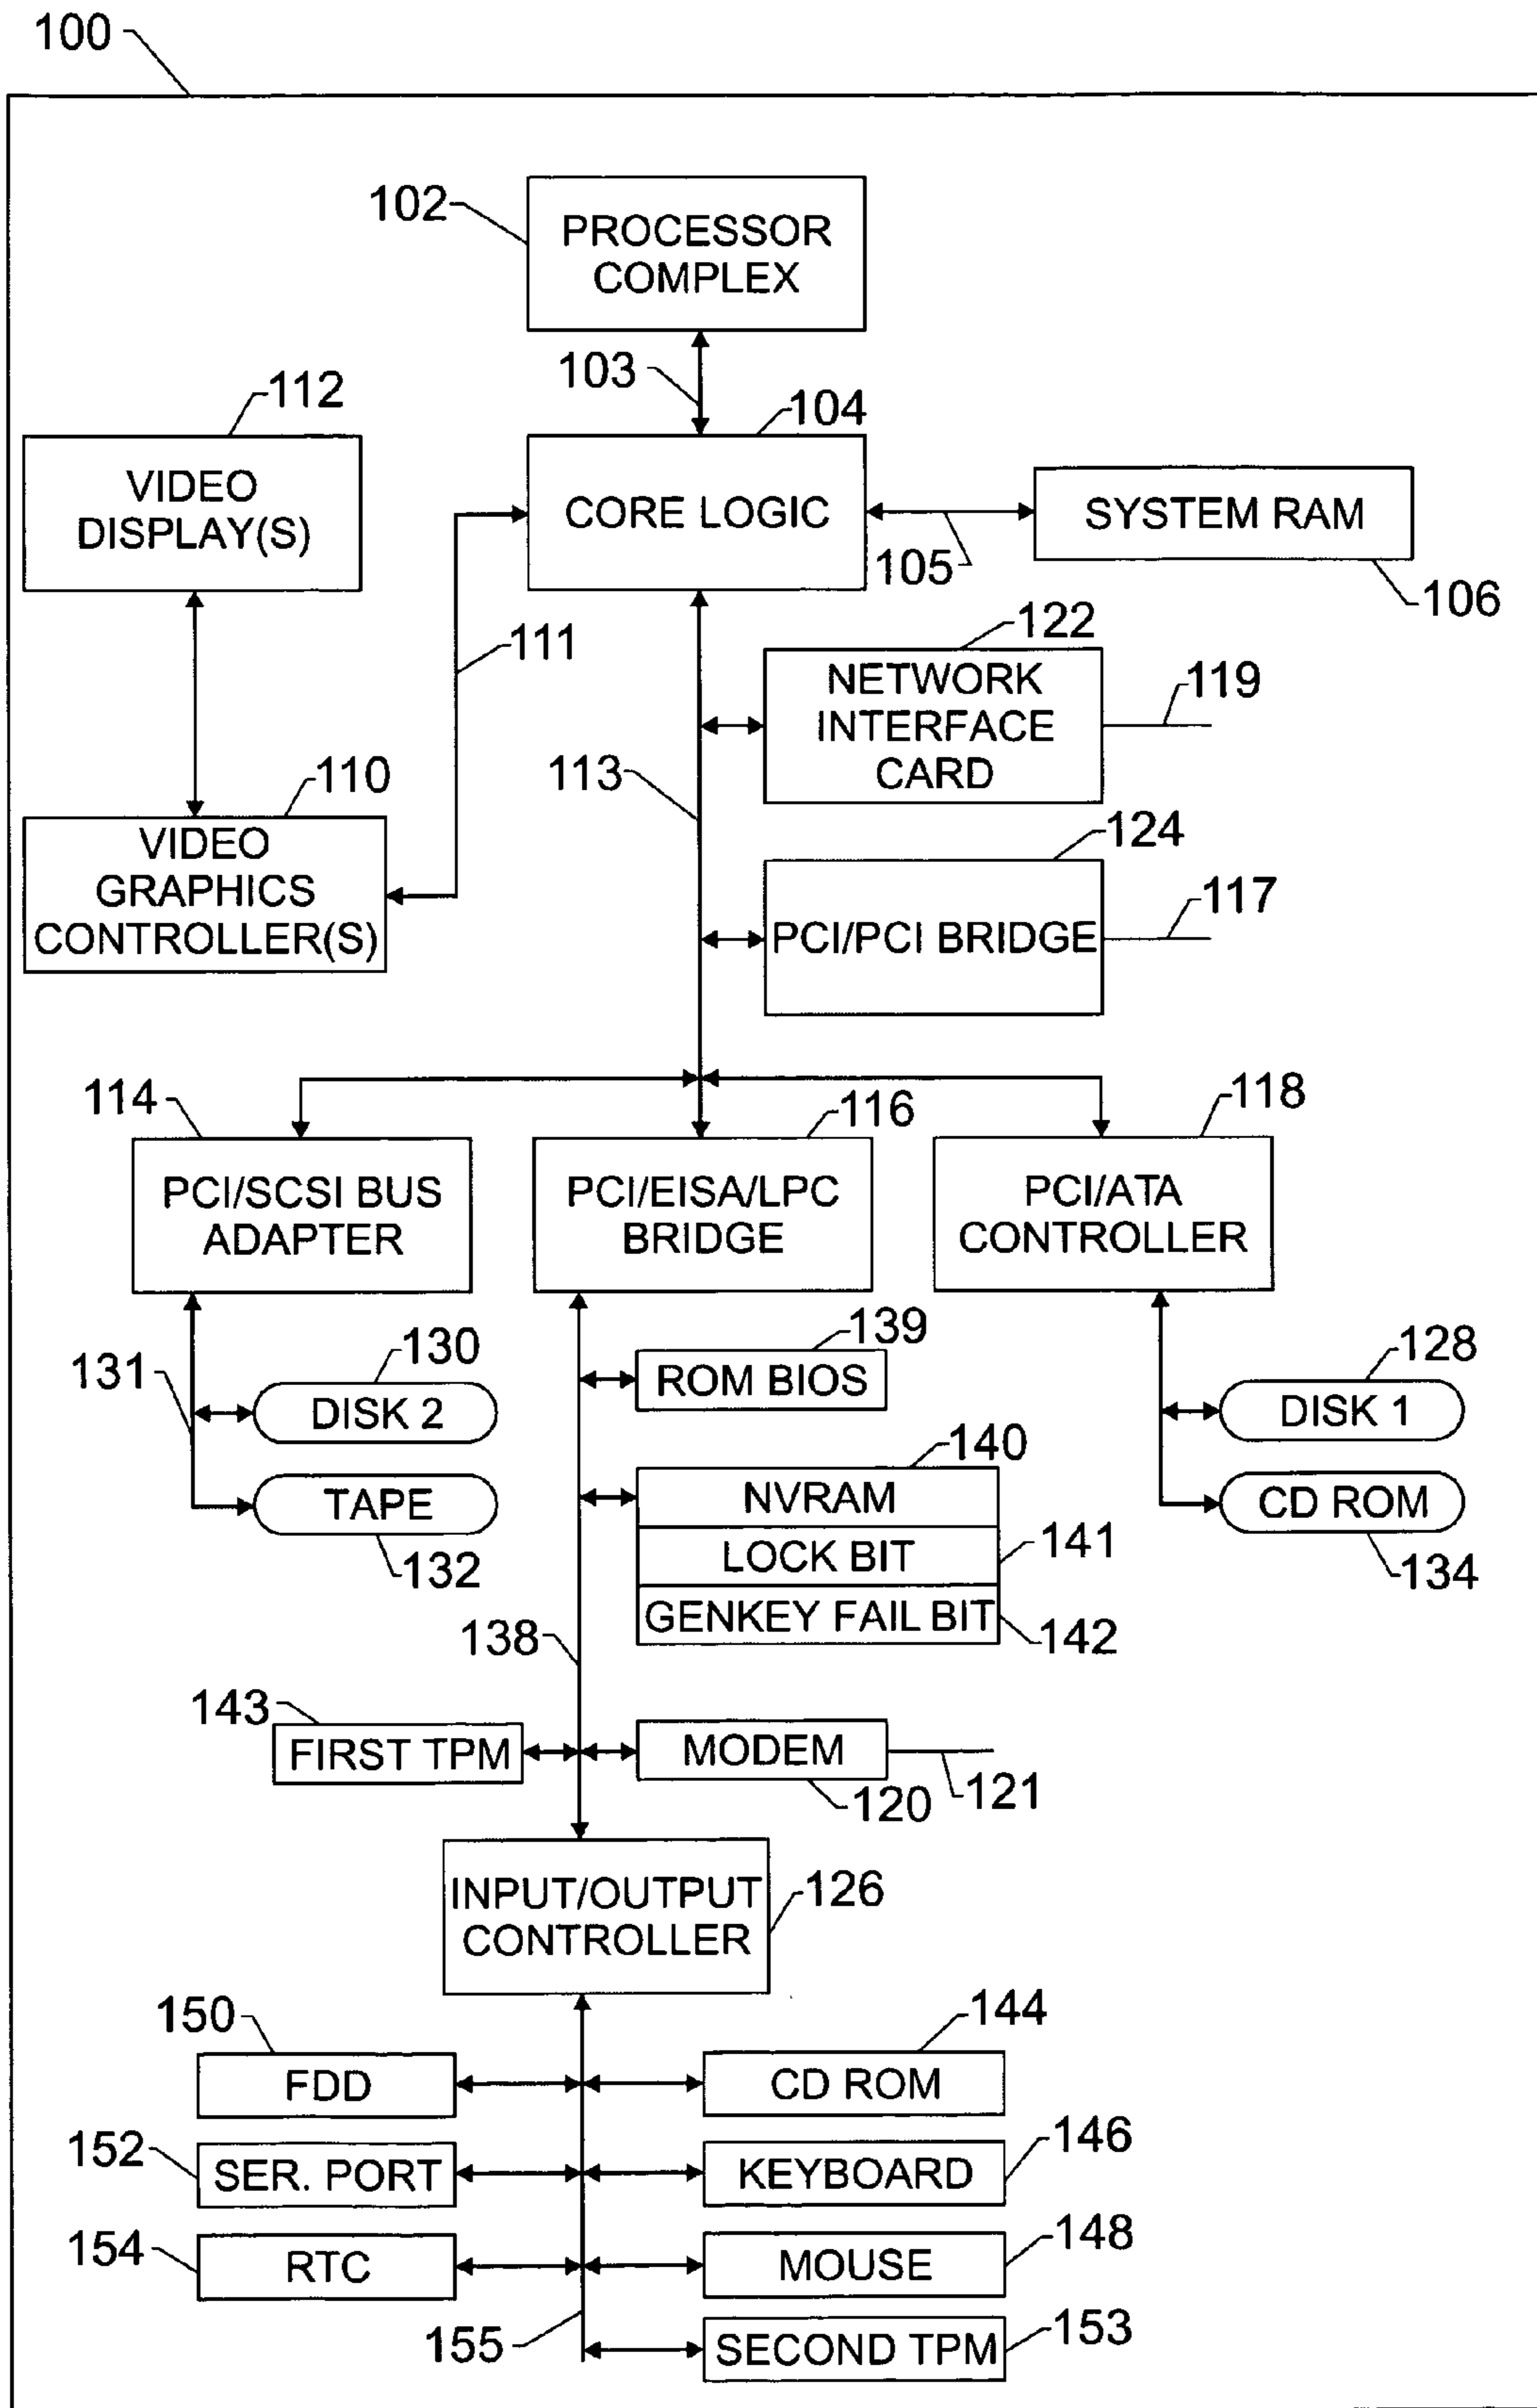 100
102
PROCESSOR
COMPLEX
103
112
104
VIDEO
DISPLAY(S)
CORE LOGIC
SYSTEM RAM
105
106
111
122
NETWORK
INTERFACE
CARD
119
110
113
VIDEO
GRAPHICS
CONTROLLER(S)
124
PCI/PCI BRIDGE
117
114
116
118
PCI/SCSI BUS
ADAPTER
PCI/EISA/LPC
BRIDGE
PCI/ATA
CONTROLLER
131
130
DISK 2
139
ROM BIOS
128
DISK 1
TAPE
132
140
NVRAM
LOCK BIT
141
GENKEY FAIL BIT
142
CD ROM
134
138
143
FIRST TPM
MODEM
120
121
INPUT/OUTPUT
CONTROLLER
126
150
144
FDD
CD ROM
152
SER. PORT
KEYBOARD
146
154
RTC
MOUSE
148
155
SECOND TPM
153